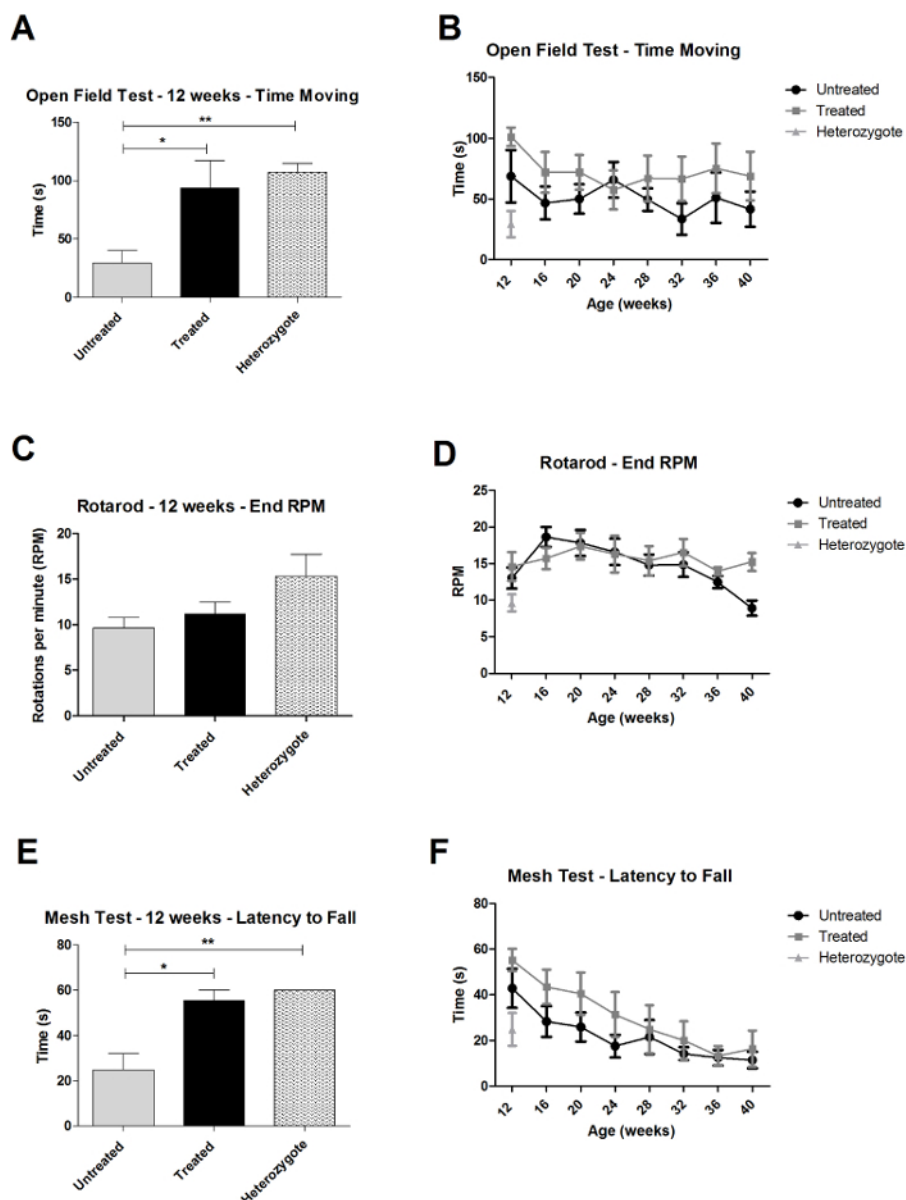 A
Open Field Test - 12 weeks - Time Moving
**
*
Time (s)
150
100
50
0
Untreated
Treated
Heterozygote
B
Open Field Test - Time Moving
Time (s)
150
100
50
0
12
16
20
24
28
32
36
40
Age (weeks)
Untreated
Treated
Heterozygote
C
Rotarod - 12 weeks - End RPM
Rotations per minute (RPM)
20
15
10
5
0
Untreated
Treated
Heterozygote
D
Rotarod - End RPM
RPM
25
20
15
10
5
0
12
16
20
24
28
32
36
40
Age (weeks)
Untreated
Treated
Heterozygote
E
Mesh Test - 12 weeks - Latency to Fall
**
*
Time (s)
80
60
40
20
0
Untreated
Treated
Heterozygote
F
Mesh Test - Latency to Fall
Time (s)
80
60
40
20
0
12
16
20
24
28
32
36
40
Age (weeks)
Untreated
Treated
Heterozygote